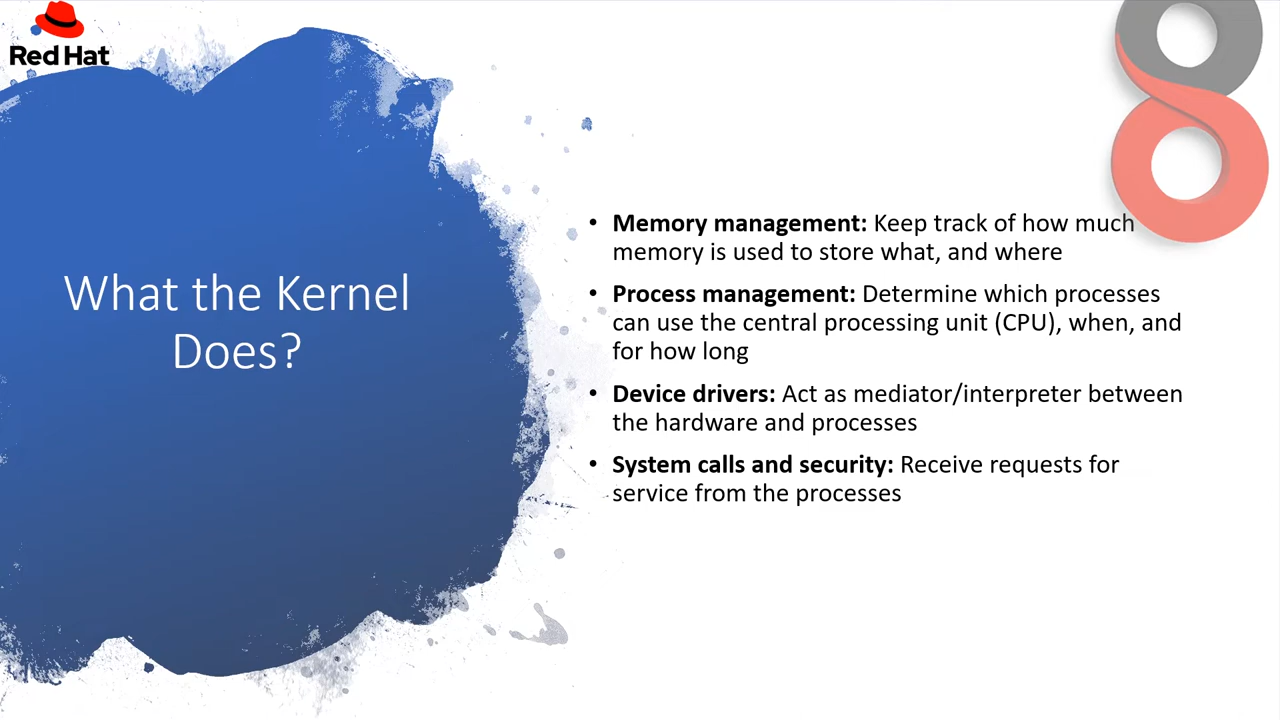 Red Hat
8
What the Kernel
Does?
• Memory management: Keep track of how much
memory is used to store what, and where
• Process management: Determine which processes
can use the central processing unit (CPU), when, and
for how long
• Device drivers: Act as mediator/interpreter between
the hardware and processes
• System calls and security: Receive requests for
service from the processes